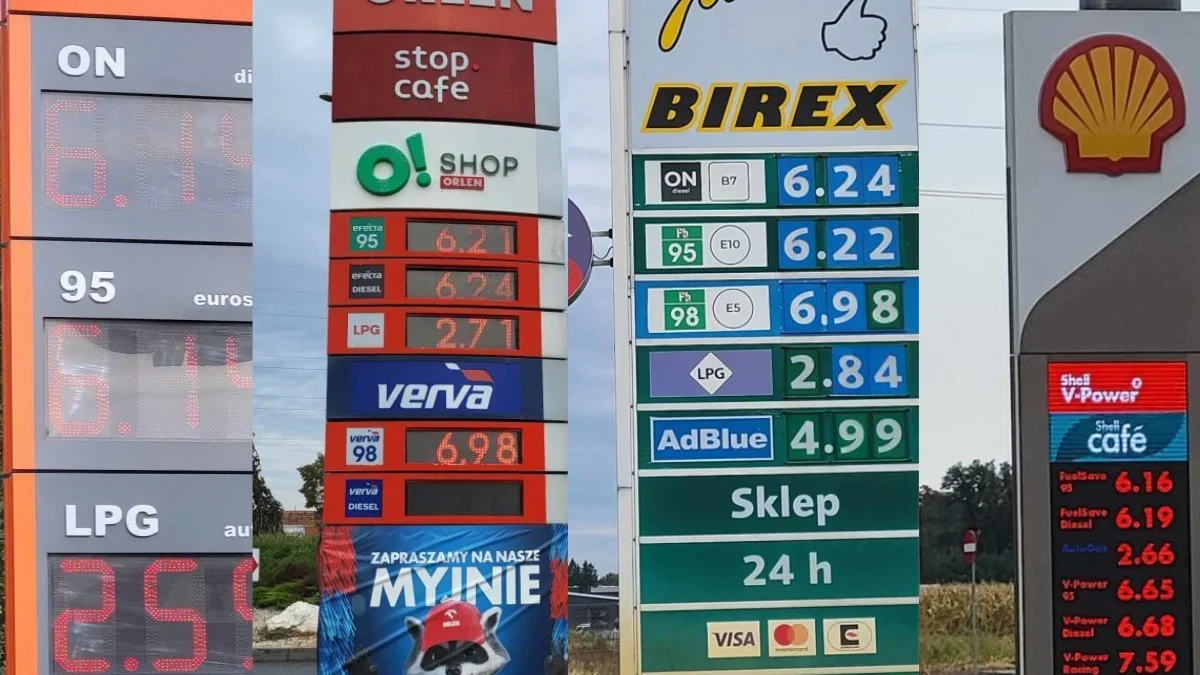 ON
di
6.14
95
euros
6.14
LPG
au
2.59
ORLEN
stop.
cafe
O! SHOP
ORLEN
EFECTA
95
6.21
EFECTA
DIESEL
6.24
LPG
2.71
verva
verva
98
6.98
verva
DIESEL
ZAPRASZAMY NA NASZE
MYJNIE
ORLEN
BIREX
ON
diesel
B7
6.24
Pb
95
E10
6.22
Pb
98
E5
6.98
LPG
2.84
AdBlue
4.99
Sklep
24 h
VISA
mastercard
E
Shell
V-Power
Shell
café
FuelSave
95
6.16
FuelSave
Diesel
6.19
AutoGas
2.66
V-Power
95
6.65
V-Power
Diesel
6.68
V-Power
Racing
7.59